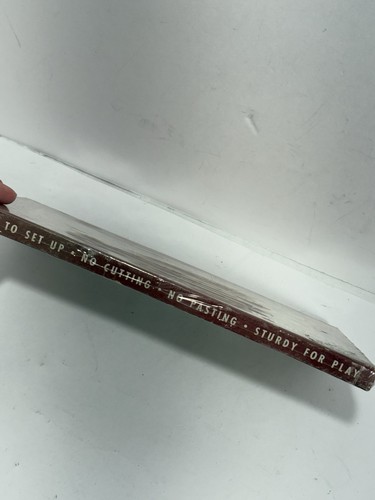 TO SET UP • NO CUTTING • NO PASTING • STURDY FOR PLAY